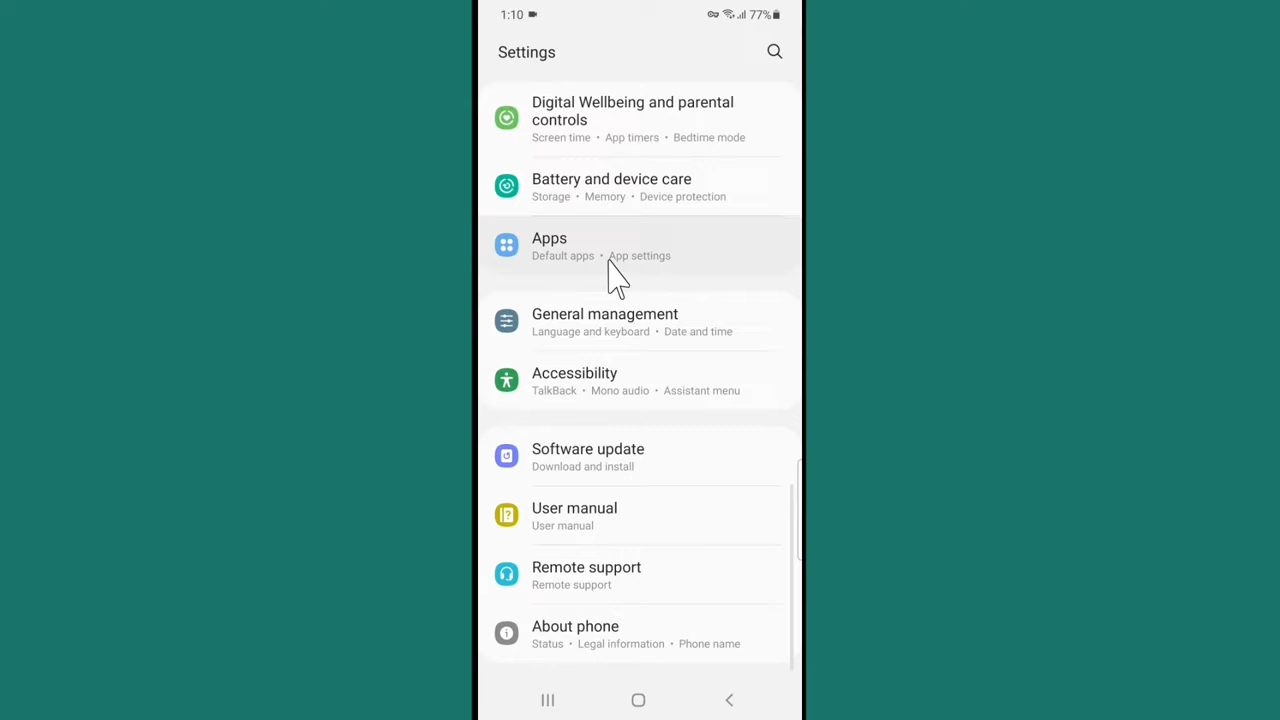 1:10 77%
Settings
Digital Wellbeing and parental
controls
Screen time • App timers • Bedtime mode
Battery and device care
Storage • Memory • Device protection
Apps
Default apps • App settings
General management
Language and keyboard • Date and time
Accessibility
TalkBack • Mono audio • Assistant menu
Software update
Download and install
User manual
User manual
Remote support
Remote support
About phone
Status • Legal information • Phone name